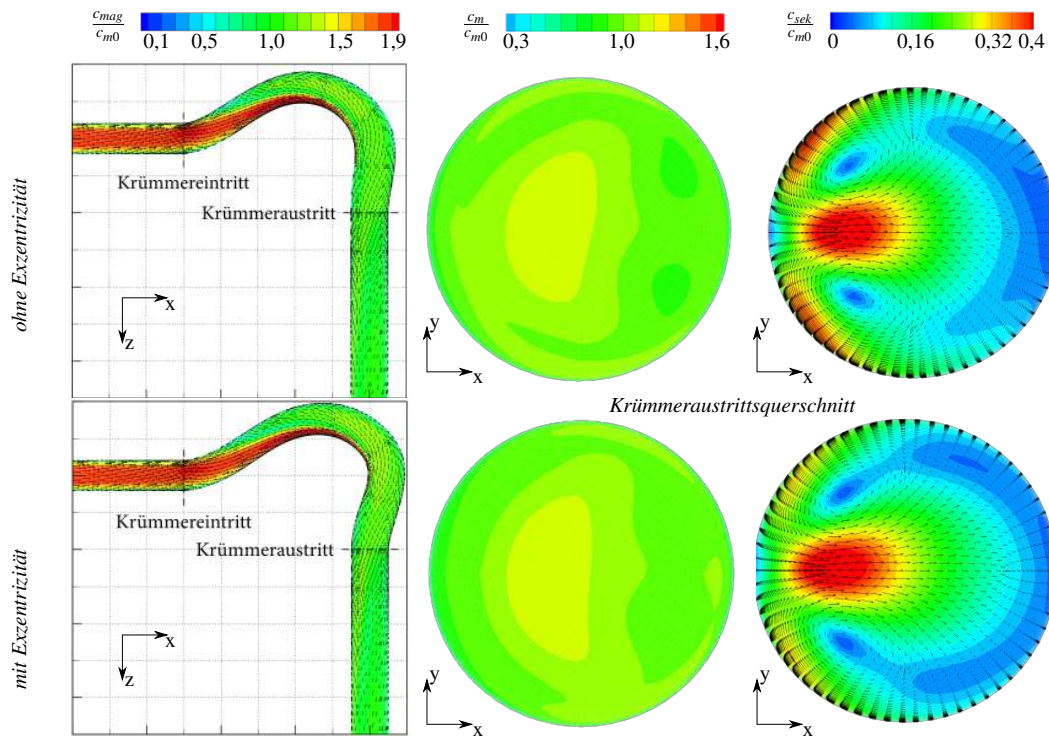 c_mag/c_m0
0,1 0,5 1,0 1,5 1,9
c_m/c_m0
0,3 1,0 1,6
c_sek/c_m0
0 0,16 0,32 0,4
ohne Exzentrizität
Krümmereintritt
Krümmeraustritt
x
z
y
x
y
x
Krümmeraustrittsquerschnitt
mit Exzentrizität
Krümmereintritt
Krümmeraustritt
x
z
y
x
y
x